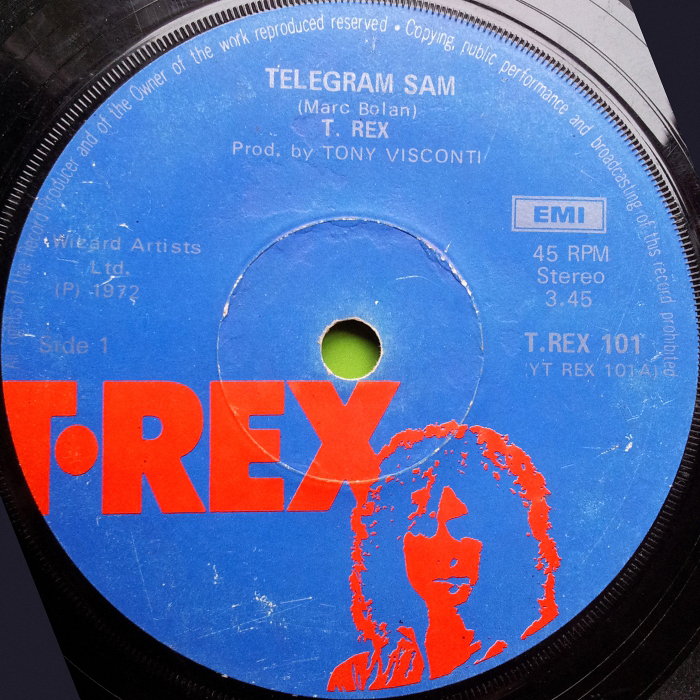 All rights of the Record Producer and of the Owner of the work reproduced reserved • Copying, public performance and broadcasting of this record prohibited
TELEGRAM SAM
(Marc Bolan)
T. REX
Prod. by TONY VISCONTI
EMI
Wizard Artists
Ltd.
(P) 1972
45 RPM
Stereo
3.45
Side 1
T.REX 101
(YT REX 101A)
T•REX